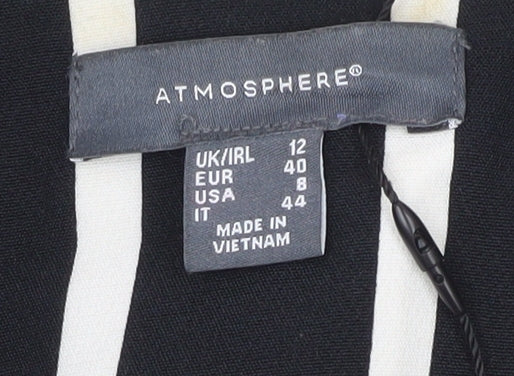 ATMOSPHERE®
UK/IRL 12
EUR 40
USA 8
IT 44
MADE IN
VIETNAM